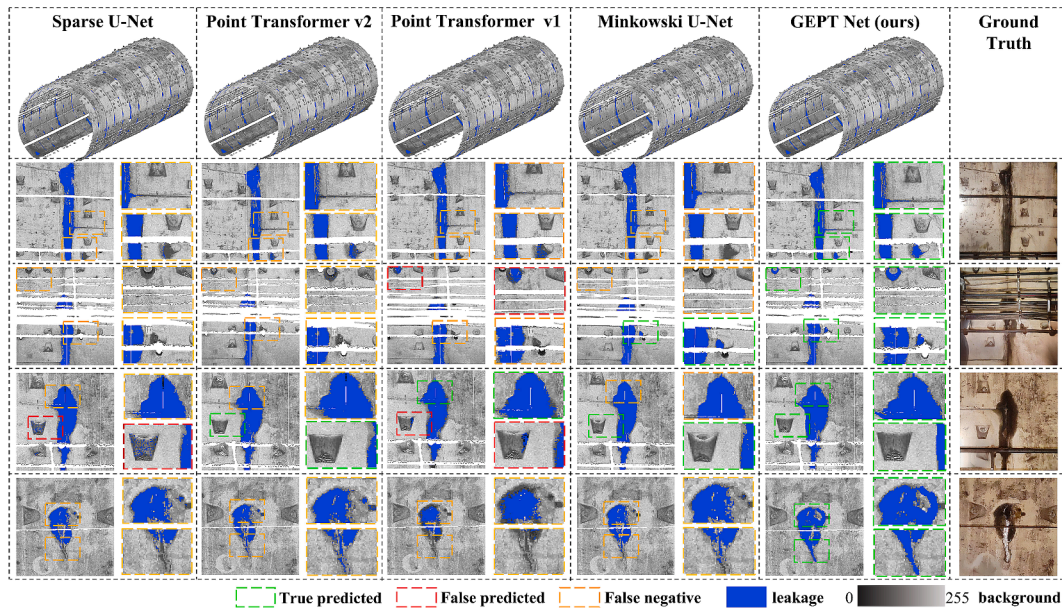 Sparse U-Net
Point Transformer v2
Point Transformer v1
Minkowski U-Net
GEPT Net (ours)
Ground
Truth
True predicted
False predicted
False negative
leakage
0
255
background